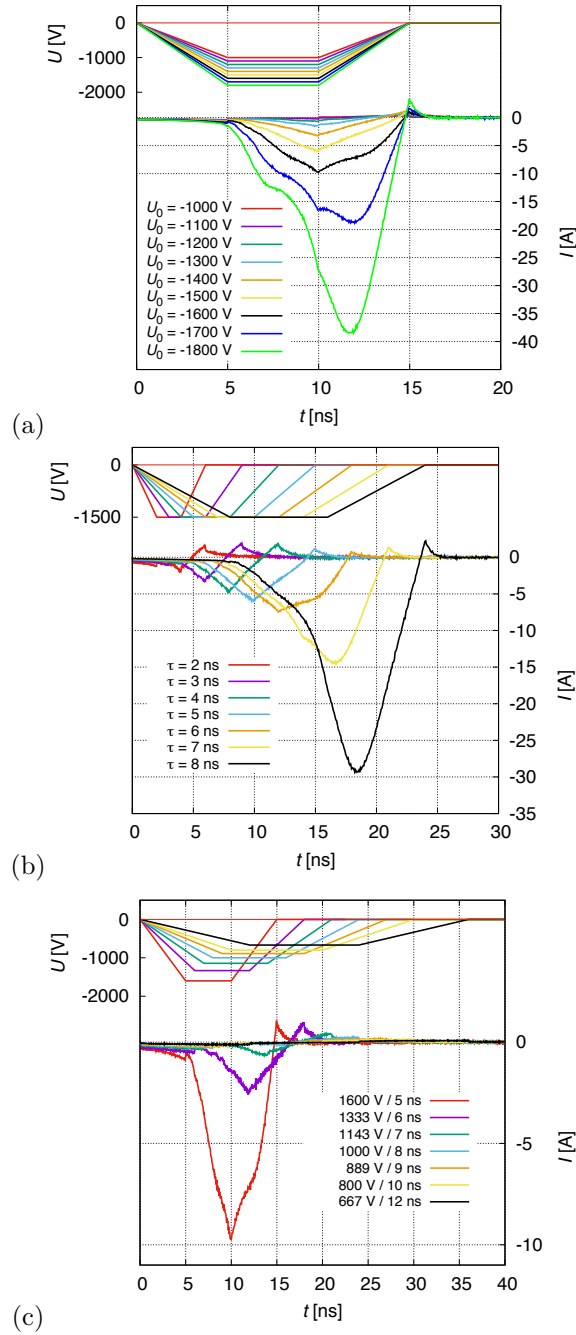 U [V]
0
-1000
-2000
0
-5
-10
-15
-20
-25
-30
-35
-40
I [A]
U0 = -1000 V
U0 = -1100 V
U0 = -1200 V
U0 = -1300 V
U0 = -1400 V
U0 = -1500 V
U0 = -1600 V
U0 = -1700 V
U0 = -1800 V
0 5 10 15 20
t [ns]
(a)
U [V]
0
-1500
0
-5
-10
-15
-20
-25
-30
-35
I [A]
τ = 2 ns
τ = 3 ns
τ = 4 ns
τ = 5 ns
τ = 6 ns
τ = 7 ns
τ = 8 ns
0 5 10 15 20 25 30
t [ns]
(b)
U [V]
0
-1000
-2000
0
-5
-10
I [A]
1600 V / 5 ns
1333 V / 6 ns
1143 V / 7 ns
1000 V / 8 ns
889 V / 9 ns
800 V / 10 ns
667 V / 12 ns
0 5 10 15 20 25 30 35 40
t [ns]
(c)